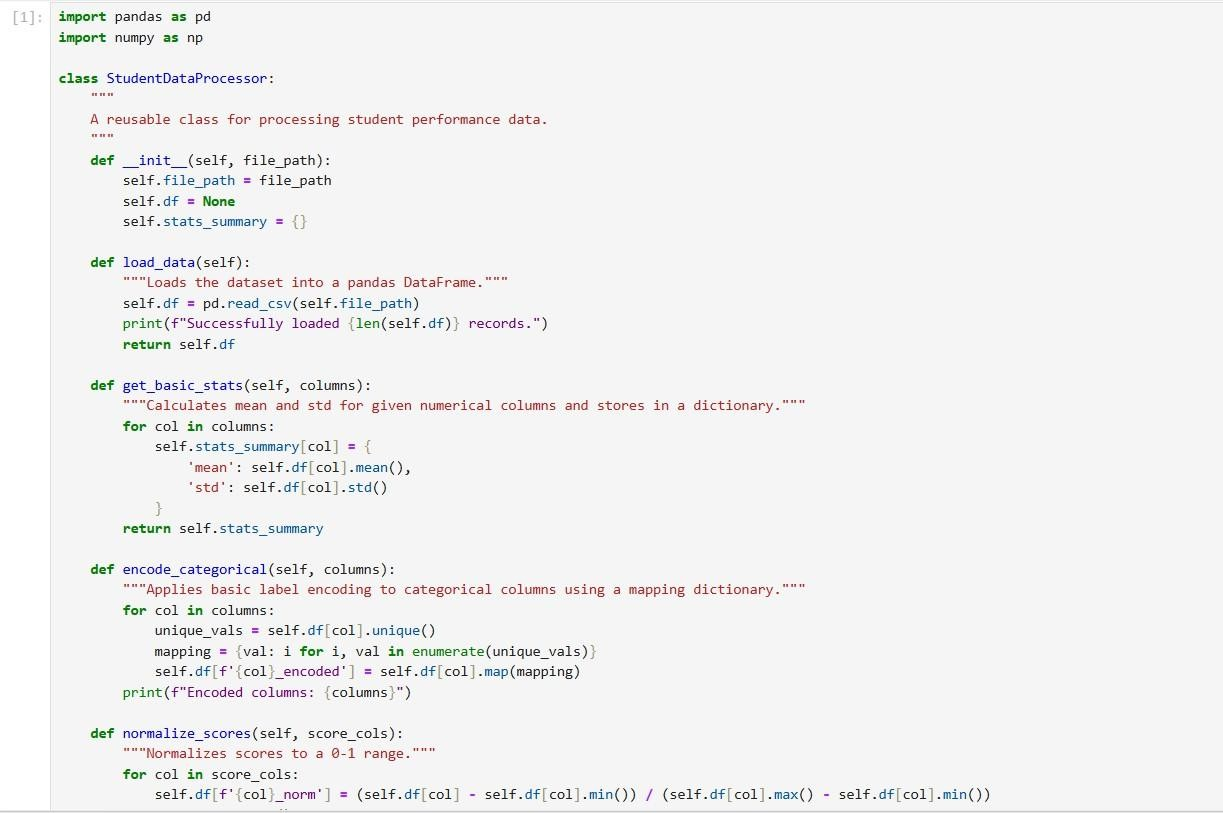 [1]: import pandas as pd
import numpy as np
class StudentDataProcessor:
"""
A reusable class for processing student performance data.
"""
def __init__(self, file_path):
self.file_path = file_path
self.df = None
self.stats_summary = {}
def load_data(self):
"""Loads the dataset into a pandas DataFrame."""
self.df = pd.read_csv(self.file_path)
print(f"Successfully loaded {len(self.df)} records.")
return self.df
def get_basic_stats(self, columns):
"""Calculates mean and std for given numerical columns and stores in a dictionary."""
for col in columns:
self.stats_summary[col] = {
'mean': self.df[col].mean(),
'std': self.df[col].std()
}
return self.stats_summary
def encode_categorical(self, columns):
"""Applies basic label encoding to categorical columns using a mapping dictionary."""
for col in columns:
unique_vals = self.df[col].unique()
mapping = {val: i for i, val in enumerate(unique_vals)}
self.df[f'{col}_encoded'] = self.df[col].map(mapping)
print(f"Encoded columns: {columns}")
def normalize_scores(self, score_cols):
"""Normalizes scores to a 0-1 range."""
for col in score_cols:
self.df[f'{col}_norm'] = (self.df[col] - self.df[col].min()) / (self.df[col].max() - self.df[col].min())